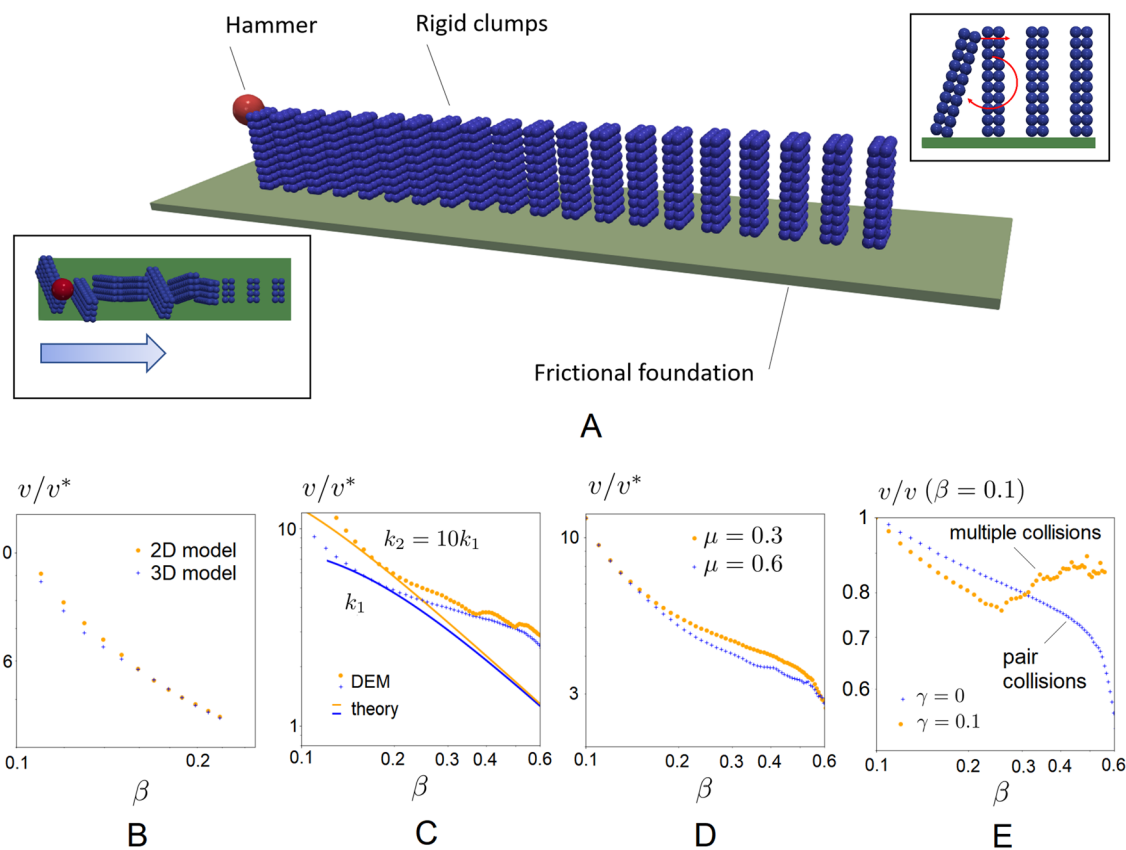 Hammer
Rigid clumps
Frictional foundation
A
v/v*
0
6
2D model
3D model
0.1
0.2
β
B
v/v*
10
3
1
k₂ = 10k₁
k₁
DEM
theory
0.1
0.2
0.3
0.4
0.6
β
C
v/v*
10
3
μ = 0.3
μ = 0.6
0.1
0.2
0.3
0.4
0.6
β
D
v/v (β = 0.1)
1
0.8
0.7
0.6
multiple collisions
pair
collisions
γ = 0
γ = 0.1
0.1
0.2
0.3
0.4
0.6
β
E